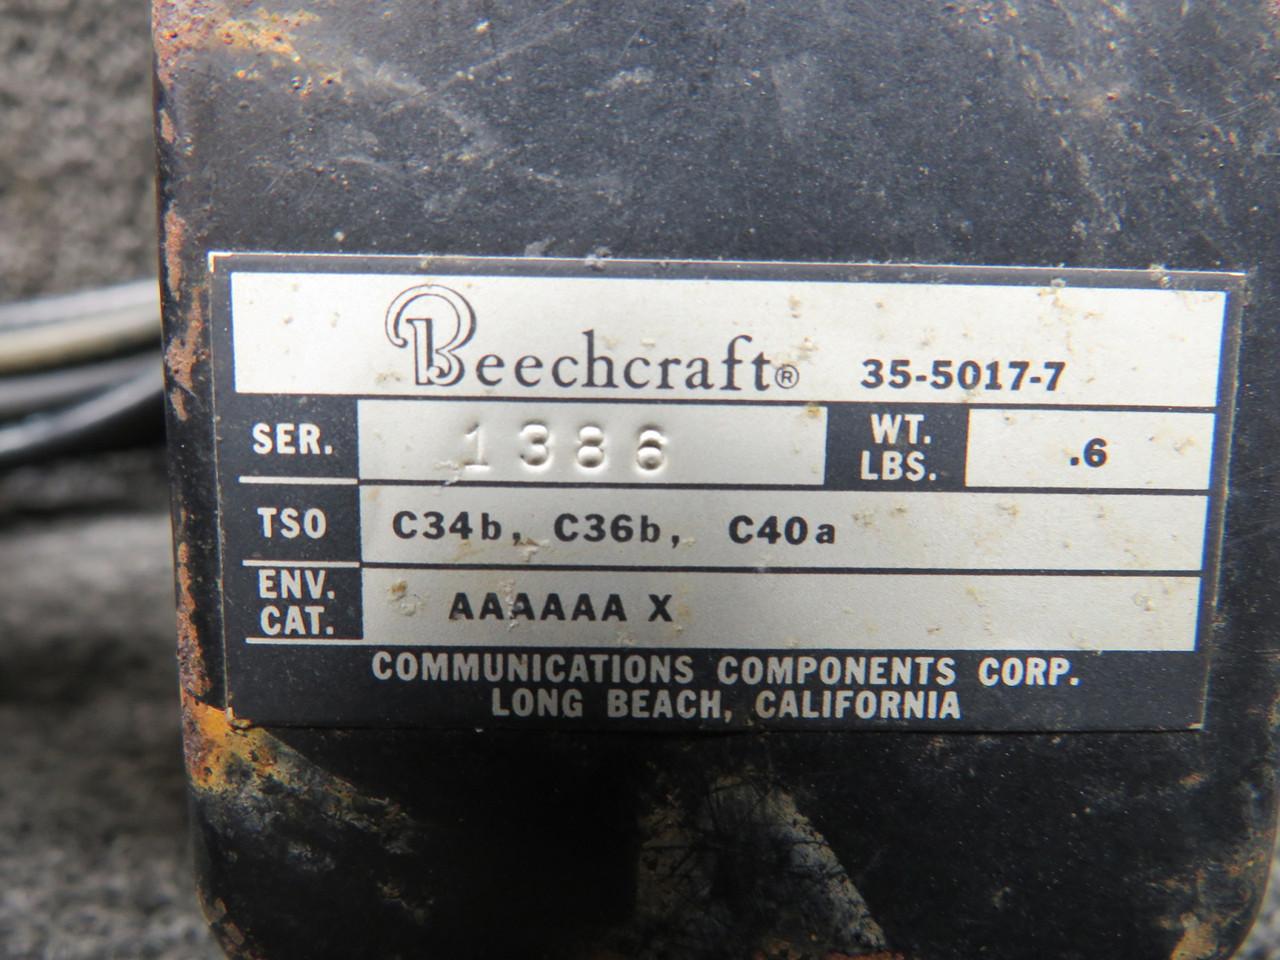 Beechcraft® 35-5017-7
SER. 1386 WT. LBS. .6
TSO C34b, C36b, C40a
ENV. CAT. AAAAAA X
COMMUNICATIONS COMPONENTS CORP.
LONG BEACH, CALIFORNIA